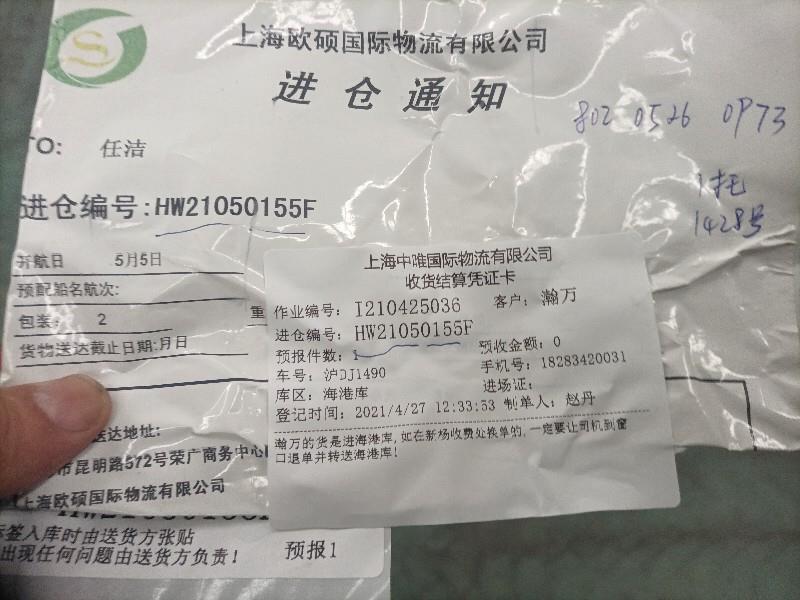 上海欧硕国际物流有限公司
进仓通知
802 0526 0P73
TO: 任洁
1托
1428号
进仓编号:HW21050155F
开航日 5月5日
预配船名航次:
包装: 2 重
货物送达截止日期:月日
送达地址:
市昆明路572号荣广商务中心
上海欧硕国际物流有限公司
签入库时由送货方张贴
出现任何问题由送货方负责! 预报1
上海中唯国际物流有限公司
收货结算凭证卡
作业编号: I210425036 客户: 瀚万
进仓编号: HW21050155F
预报件数: 1 预收金额: 0
车号: 沪DJ1490 手机号: 18283420031
库区: 海港库 进场证:
登记时间: 2021/4/27 12:33:53 制单人: 赵丹
瀚万的货是进海港库, 如在新场收费处换单的, 一定要让司机到窗
口退单并转送海港库!